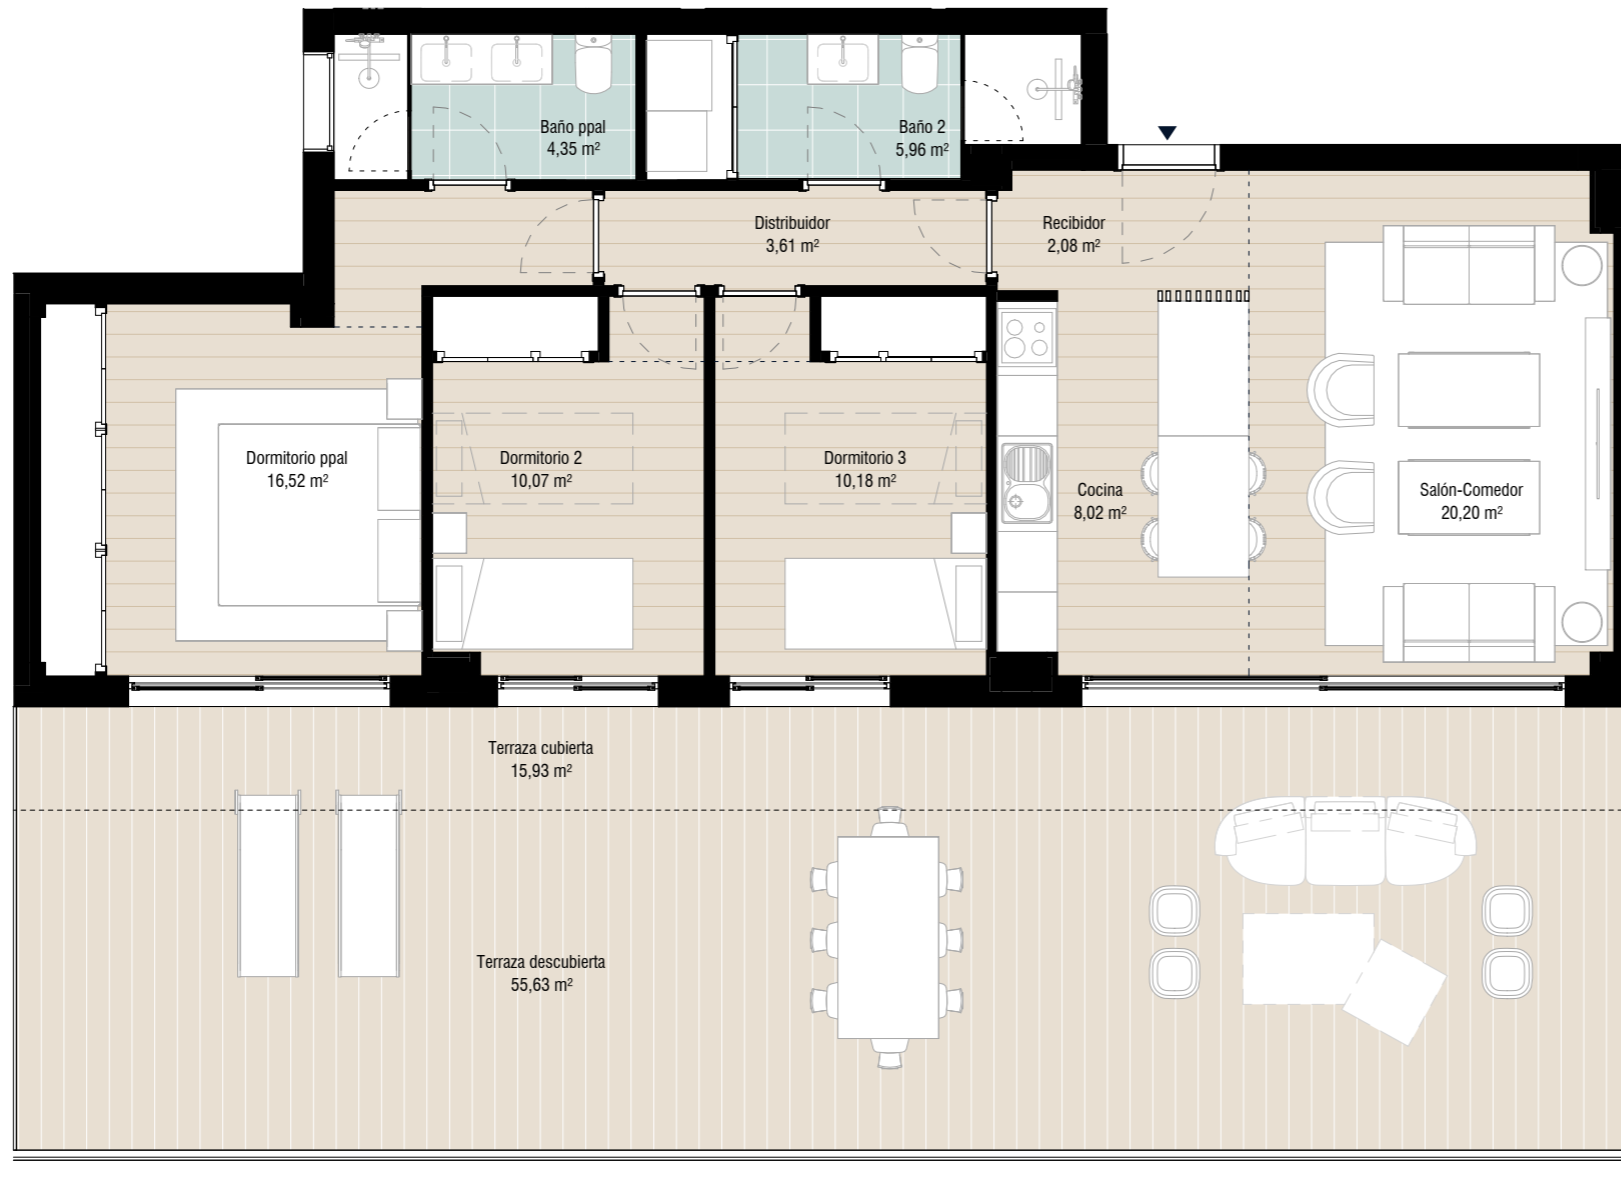 Baño ppal
4,35 m²
Baño 2
5,96 m²
Distribuidor
3,61 m²
Recibidor
2,08 m²
Dormitorio ppal
16,52 m²
Dormitorio 2
10,07 m²
Dormitorio 3
10,18 m²
Cocina
8,02 m²
Salón-Comedor
20,20 m²
Terraza cubierta
15,93 m²
Terraza descubierta
55,63 m²